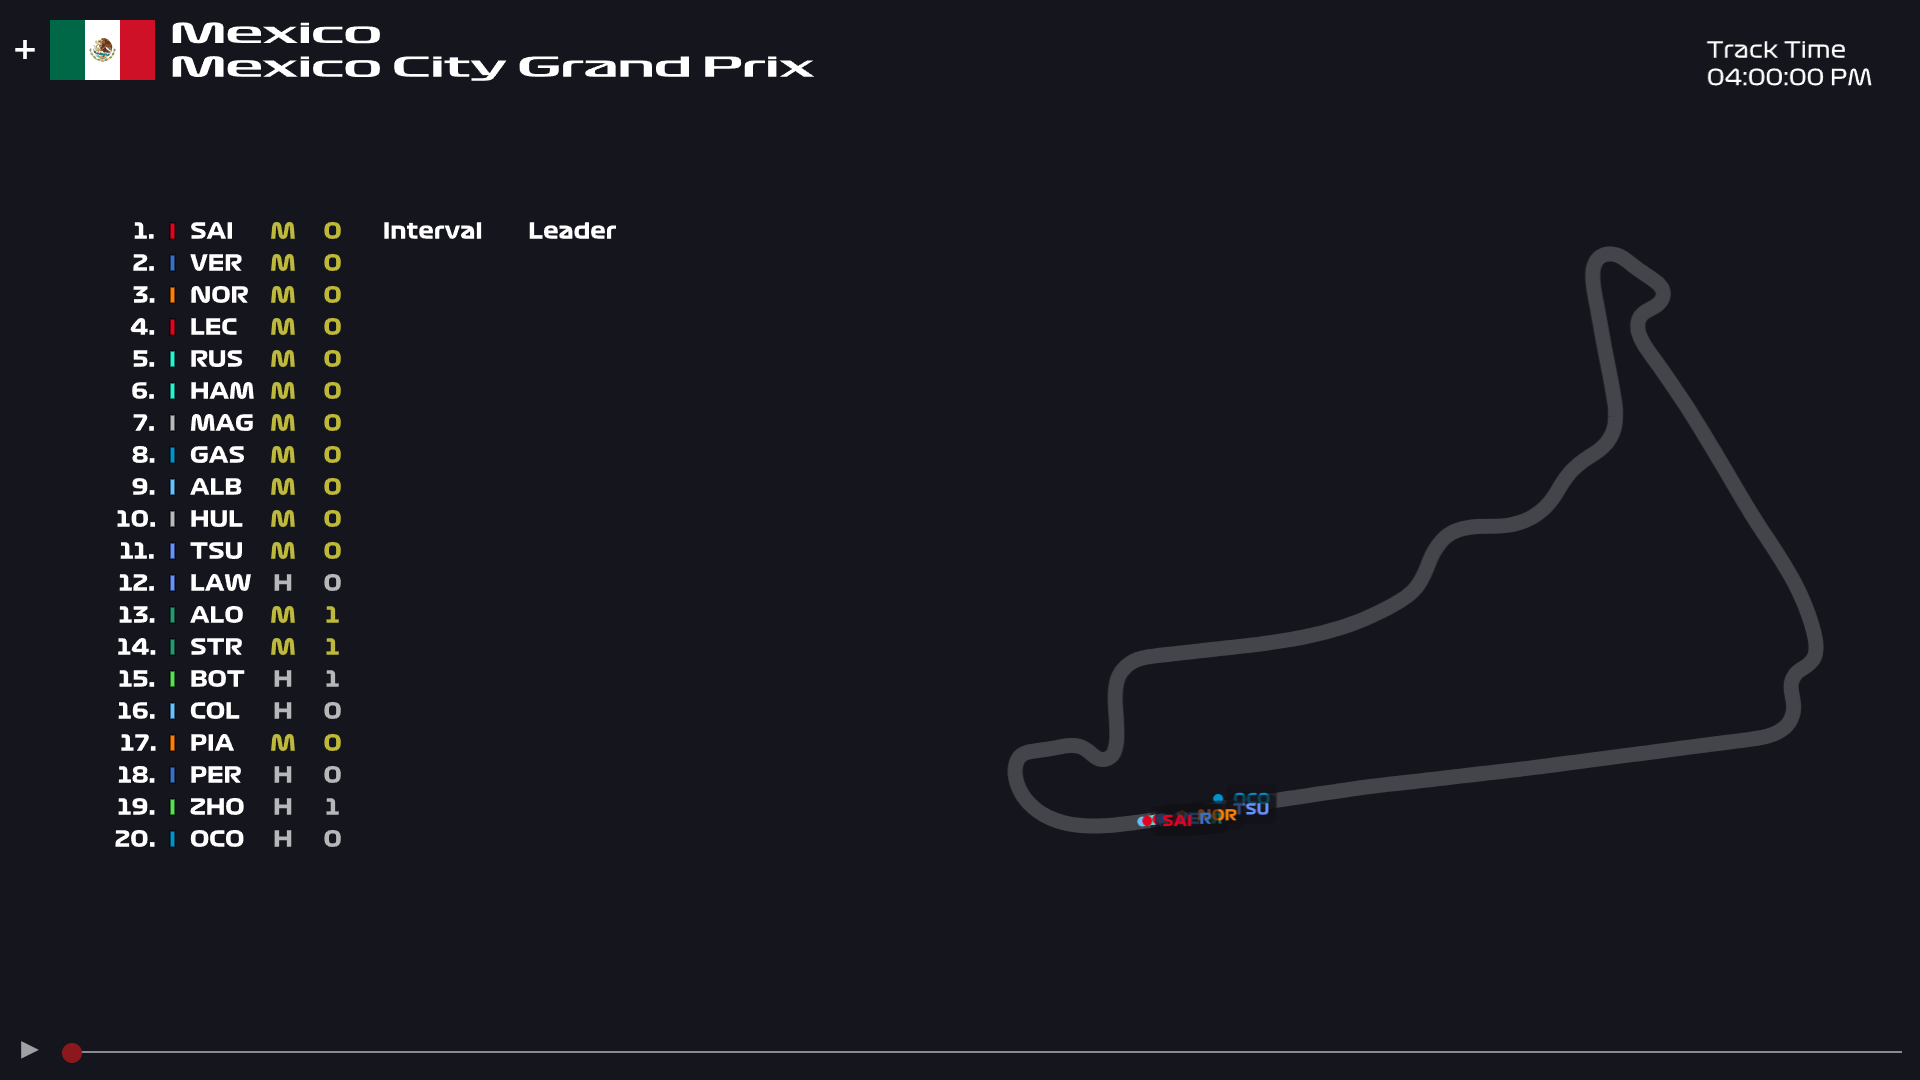 +
Mexico
Mexico City Grand Prix
Track Time
04:00:00 PM
1. SAI M 0 Interval Leader
2. VER M 0
3. NOR M 0
4. LEC M 0
5. RUS M 0
6. HAM M 0
7. MAG M 0
8. GAS M 0
9. ALB M 0
10. HUL M 0
11. TSU M 0
12. LAW H 0
13. ALO M 1
14. STR M 1
15. BOT H 1
16. COL H 0
17. PIA M 0
18. PER H 0
19. ZHO H 1
20. OCO H 0
OCO
TSU
NOR
SAI